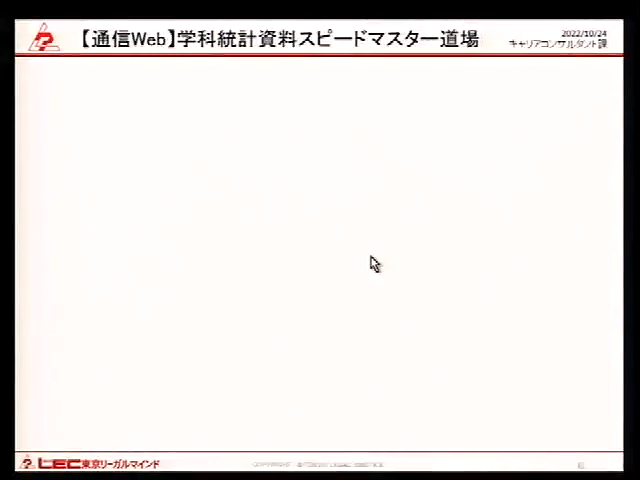 【通信Web】学科統計資料スピードマスター道場
2022/10/24
キャリアコンサルタント課
LEC東京リーガルマインド